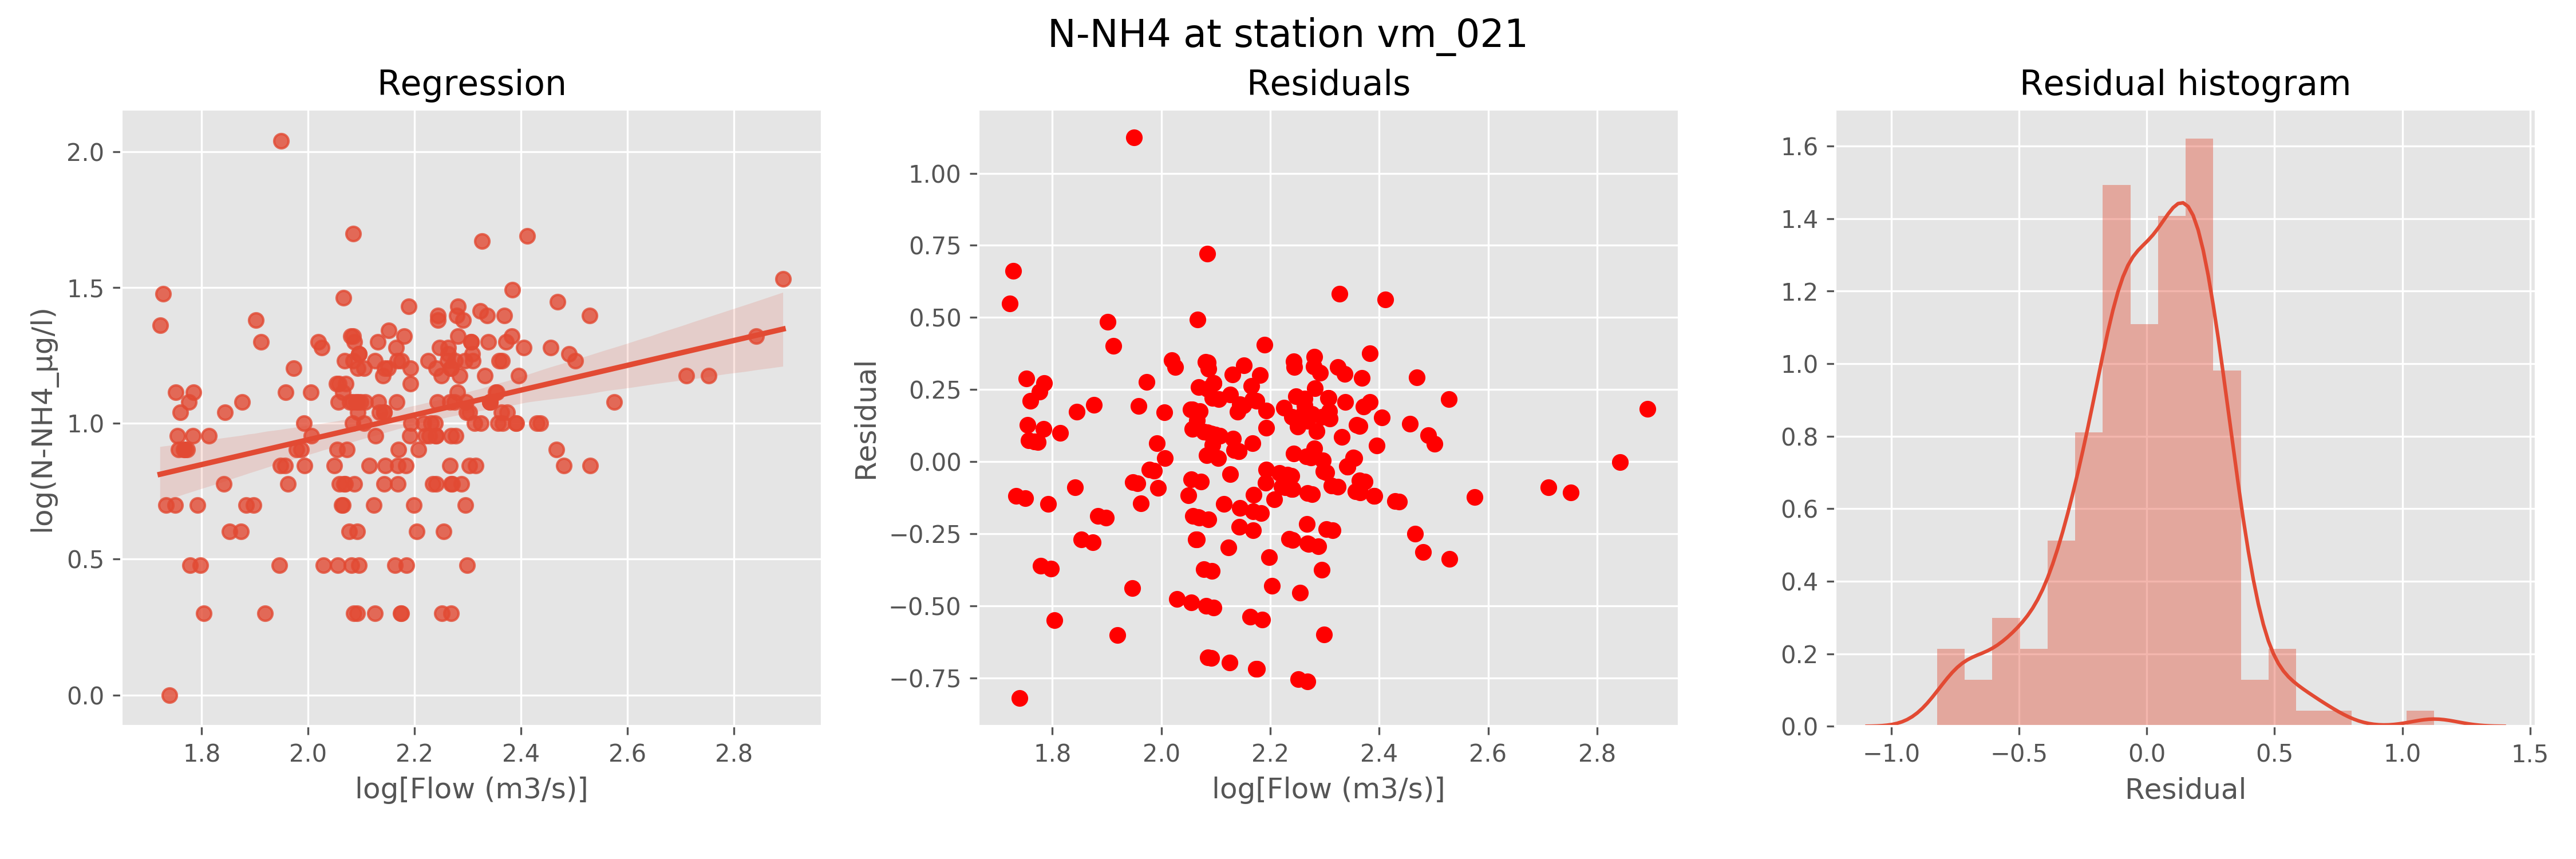 N-NH4 at station vm_021
Regression
2.0
1.5
1.0
0.5
0.0
log(N-NH4_µg/l)
1.8 2.0 2.2 2.4 2.6 2.8
log[Flow (m3/s)]
Residuals
1.00
0.75
0.50
0.25
0.00
−0.25
−0.50
−0.75
Residual
1.8 2.0 2.2 2.4 2.6 2.8
log[Flow (m3/s)]
Residual histogram
1.6
1.4
1.2
1.0
0.8
0.6
0.4
0.2
0.0
−1.0 −0.5 0.0 0.5 1.0 1.5
Residual